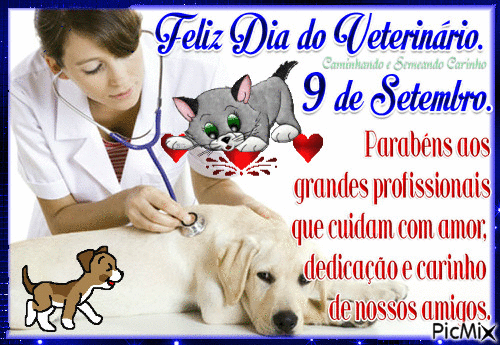 Feliz Dia do Veterinário.
Caminhando e Semeando Carinho
9 de Setembro.
Parabéns aos
grandes profissionais
que cuidam com amor,
dedicação e carinho
de nossos amigos.
PicMix